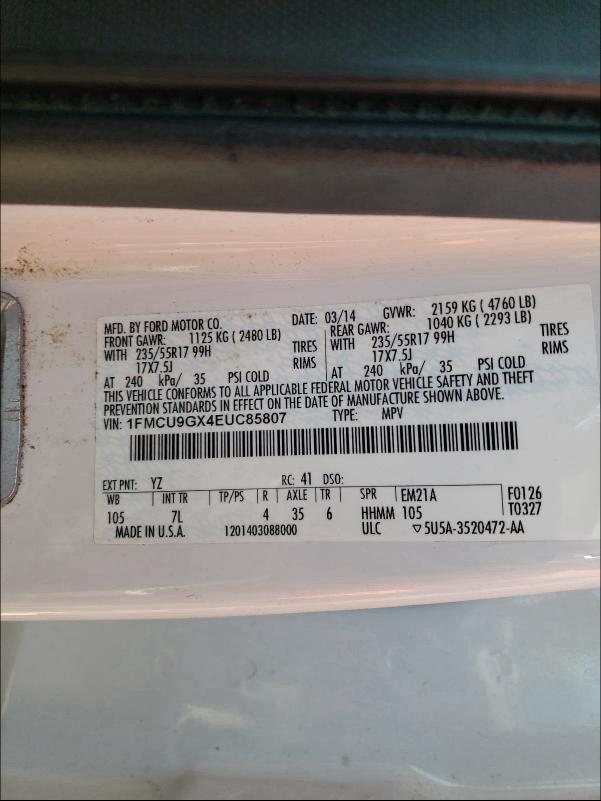 MFD. BY FORD MOTOR CO. DATE: 03/14 GVWR: 2159 KG ( 4760 LB)
FRONT GAWR: 1125 KG ( 2480 LB) REAR GAWR: 1040 KG ( 2293 LB)
WITH 235/55R17 99H TIRES WITH 235/55R17 99H TIRES
17X7.5J RIMS 17X7.5J RIMS
AT 240 kPa/ 35 PSI COLD AT 240 kPa/ 35 PSI COLD
THIS VEHICLE CONFORMS TO ALL APPLICABLE FEDERAL MOTOR VEHICLE SAFETY AND THEFT
PREVENTION STANDARDS IN EFFECT ON THE DATE OF MANUFACTURE SHOWN ABOVE.
VIN: 1FMCU9GX4EUC85807 TYPE: MPV
EXT PNT: YZ RC: 41 DSO:
WB INT TR TP/PS R AXLE TR SPR EM21A F0126
105 7L 4 35 6 HHMM 105 T0327
MADE IN U.S.A. 1201403088000 ULC ▽5U5A-3520472-AA